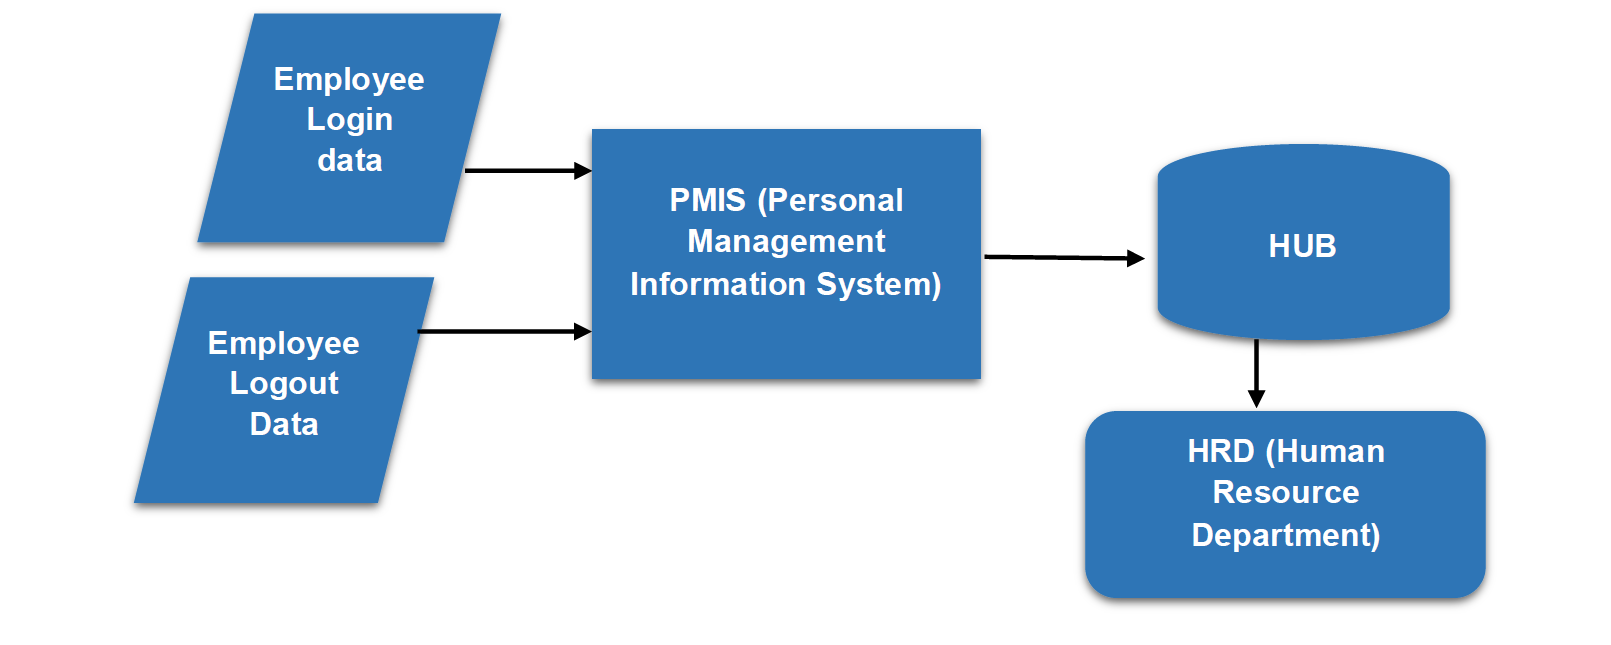 Employee
Login
data
Employee
Logout
Data
PMIS (Personal
Management
Information System)
HUB
HRD (Human
Resource
Department)